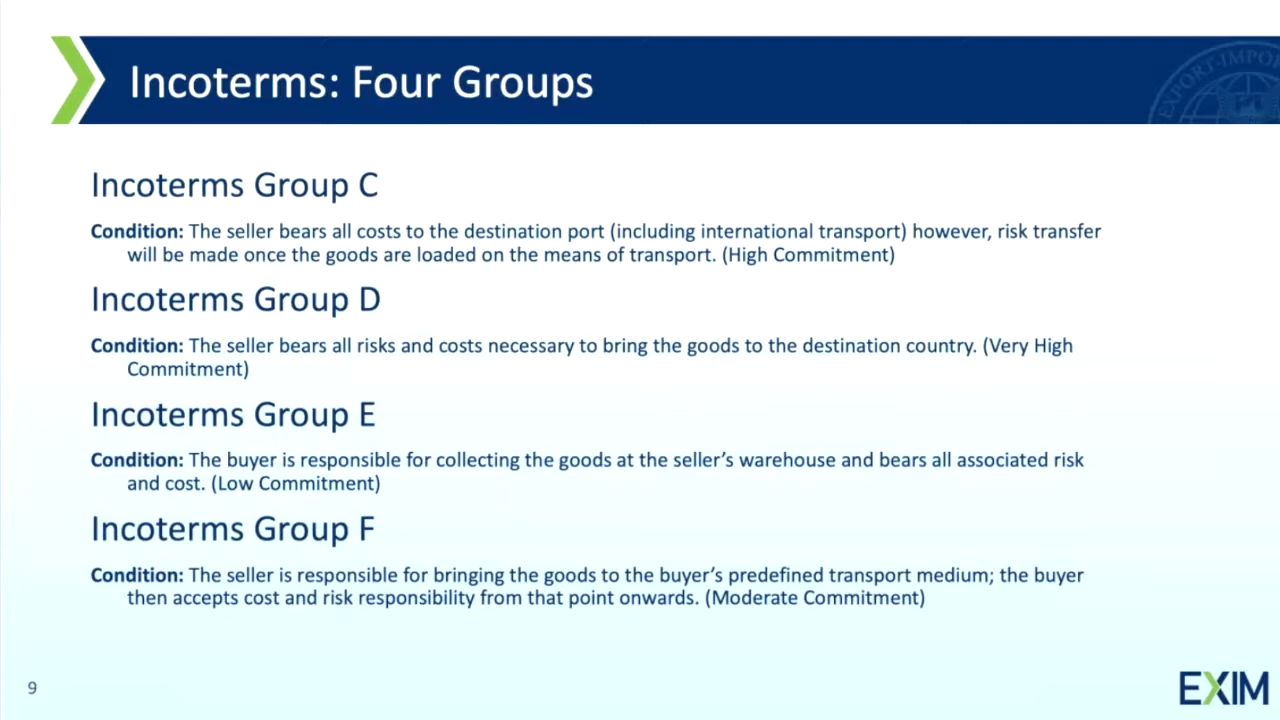 Incoterms: Four Groups
EXPORT-IMPO
Incoterms Group C
Condition: The seller bears all costs to the destination port (including international transport) however, risk transfer
will be made once the goods are loaded on the means of transport. (High Commitment)
Incoterms Group D
Condition: The seller bears all risks and costs necessary to bring the goods to the destination country. (Very High
Commitment)
Incoterms Group E
Condition: The buyer is responsible for collecting the goods at the seller’s warehouse and bears all associated risk
and cost. (Low Commitment)
Incoterms Group F
Condition: The seller is responsible for bringing the goods to the buyer’s predefined transport medium; the buyer
then accepts cost and risk responsibility from that point onwards. (Moderate Commitment)
9
EXIM